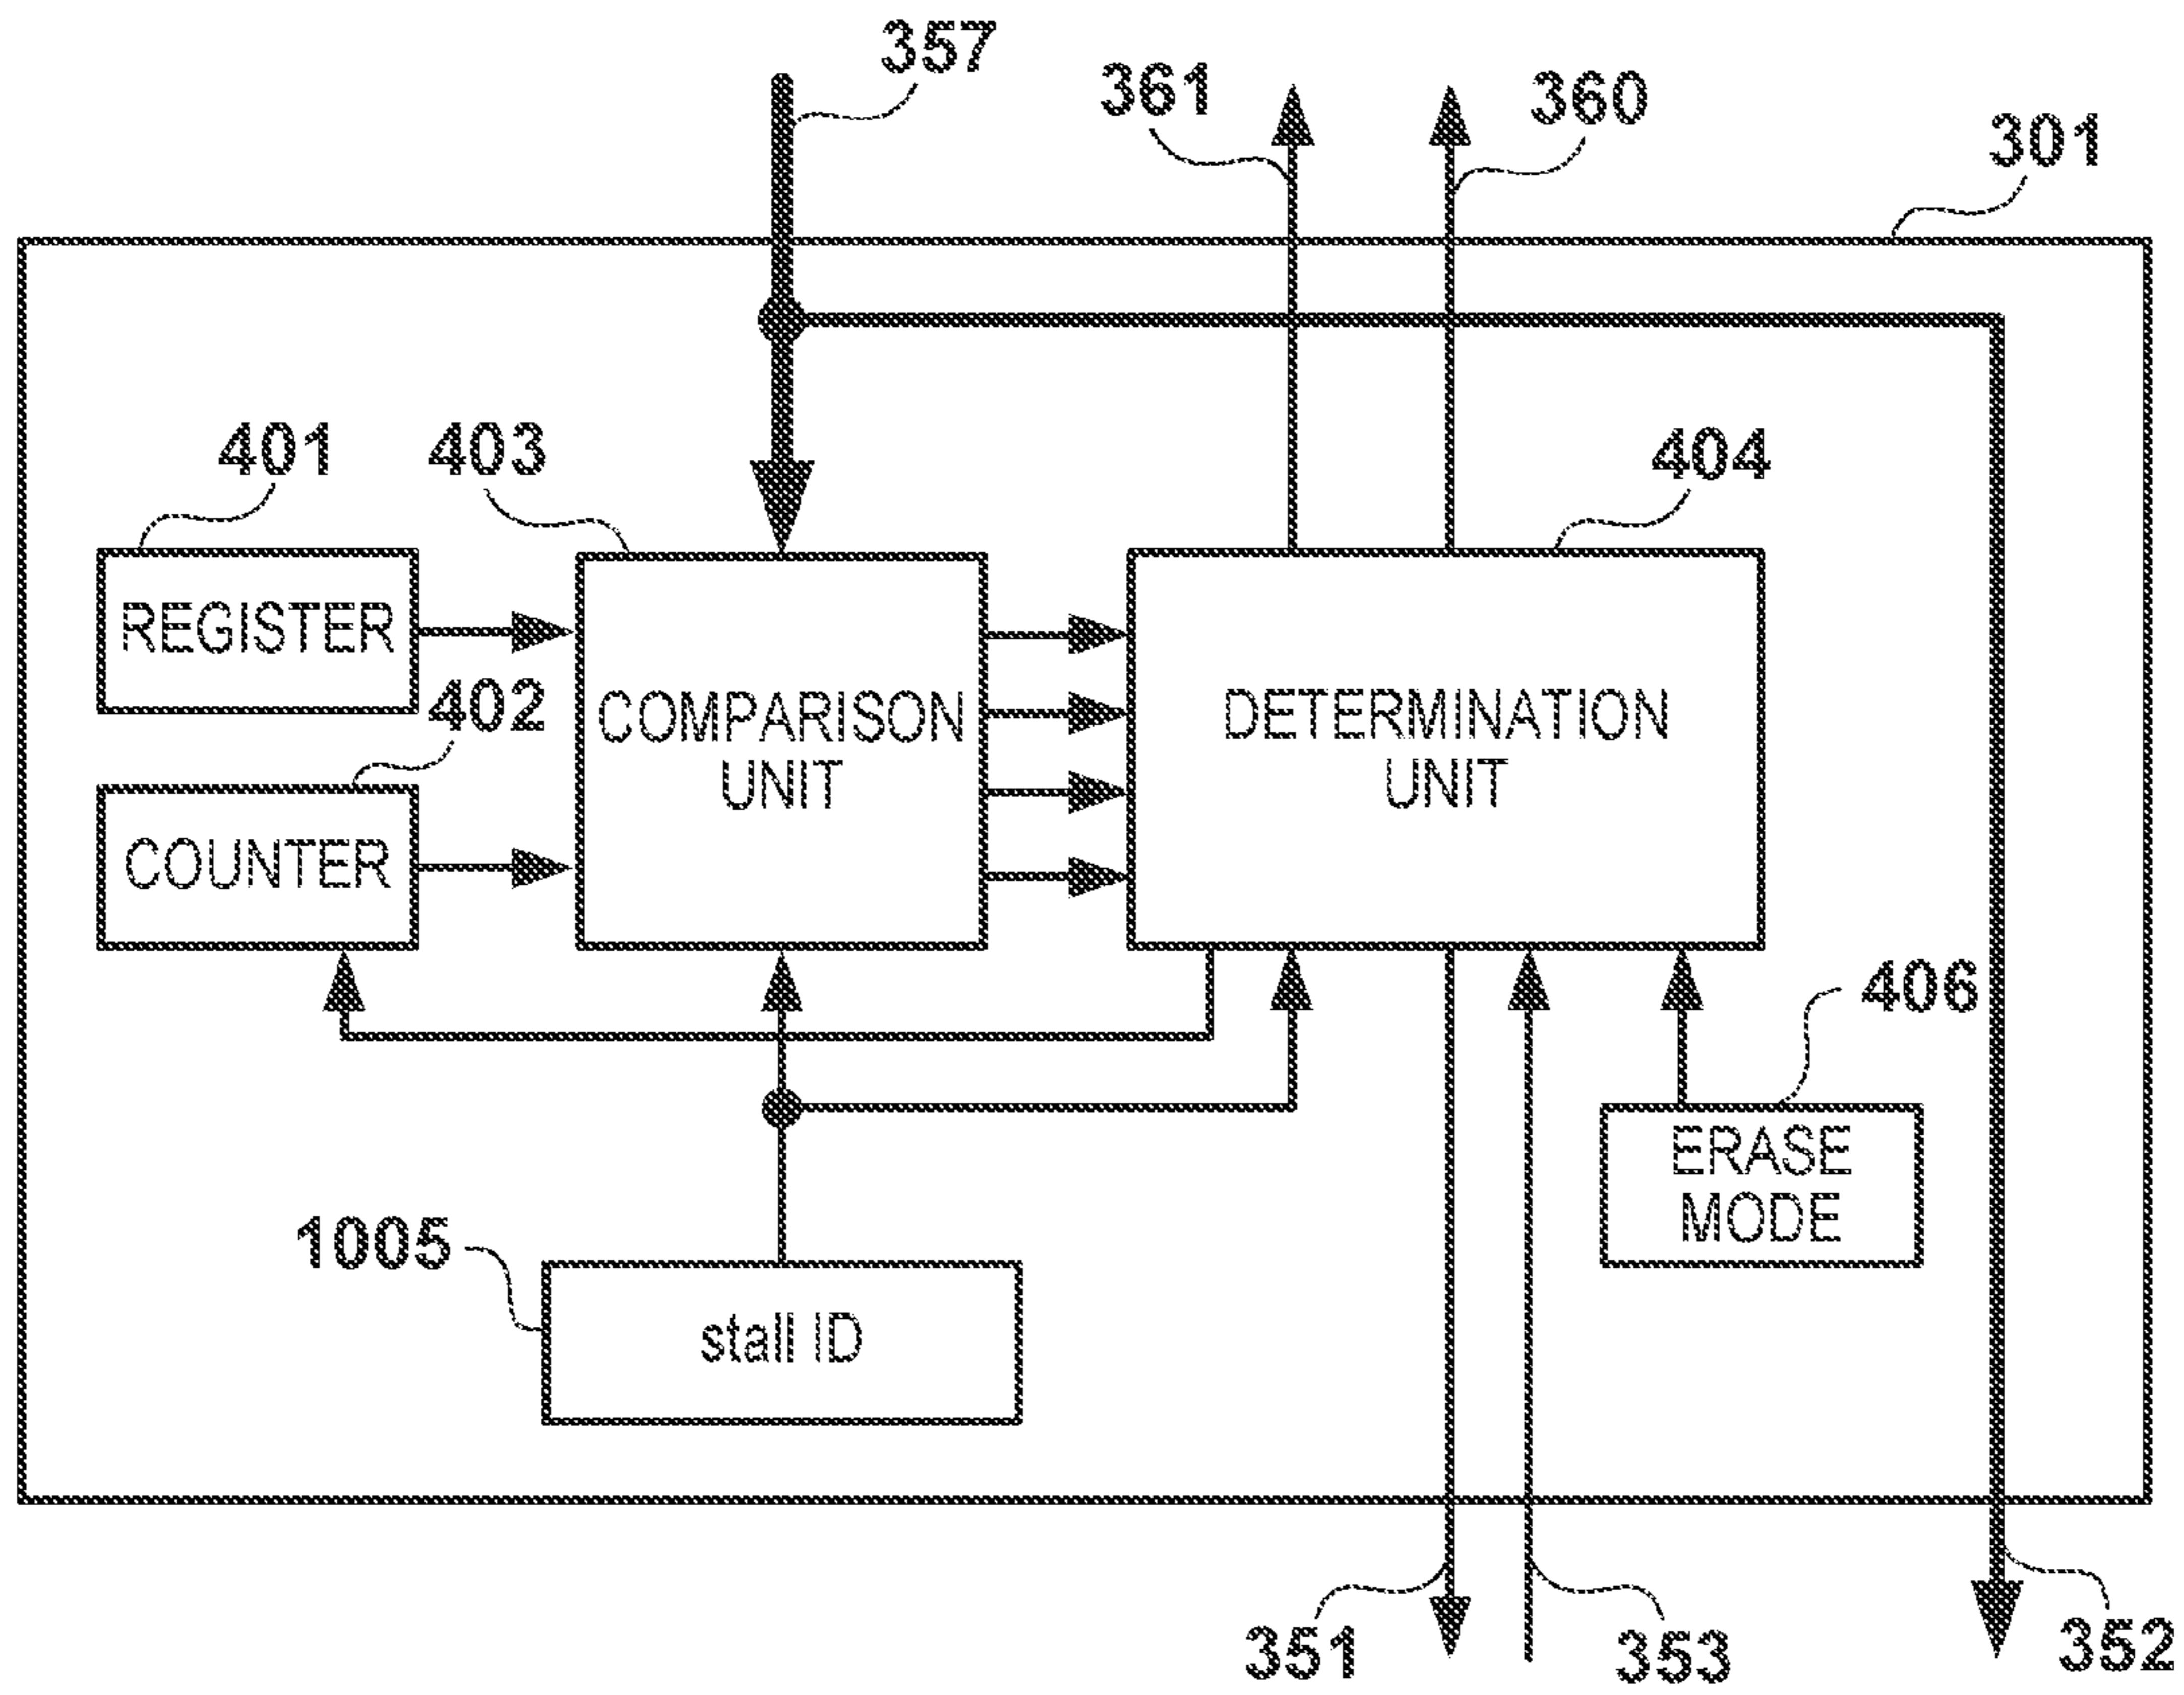 357
361
360
301
401
403
404
REGISTER
402
COMPARISON
UNIT
DETERMINATION
UNIT
COUNTER
406
ERASE
MODE
1005
stall ID
351
353
352